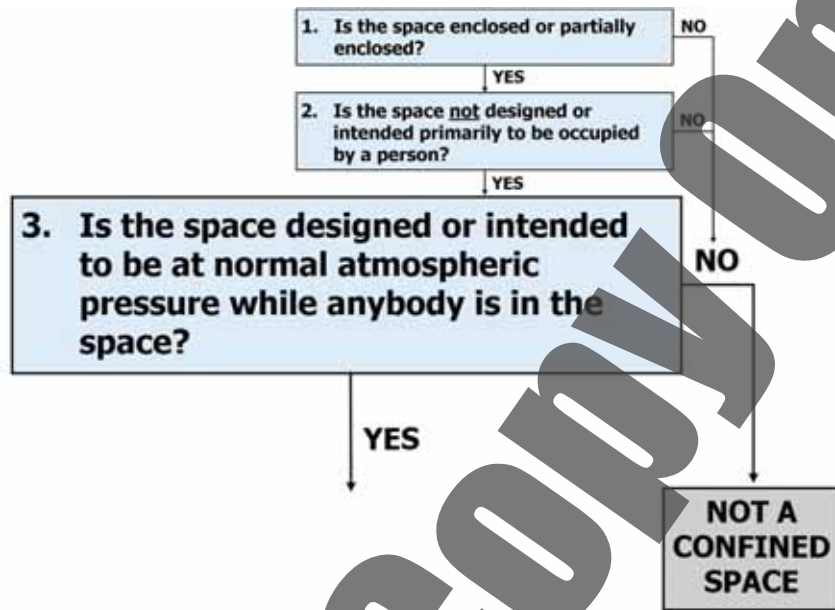 1. Is the space enclosed or partially
enclosed?
NO
YES
2. Is the space not designed or
intended primarily to be occupied
by a person?
NO
YES
3. Is the space designed or intended
to be at normal atmospheric
pressure while anybody is in the
space?
NO
YES
NOT A
CONFINED
SPACE